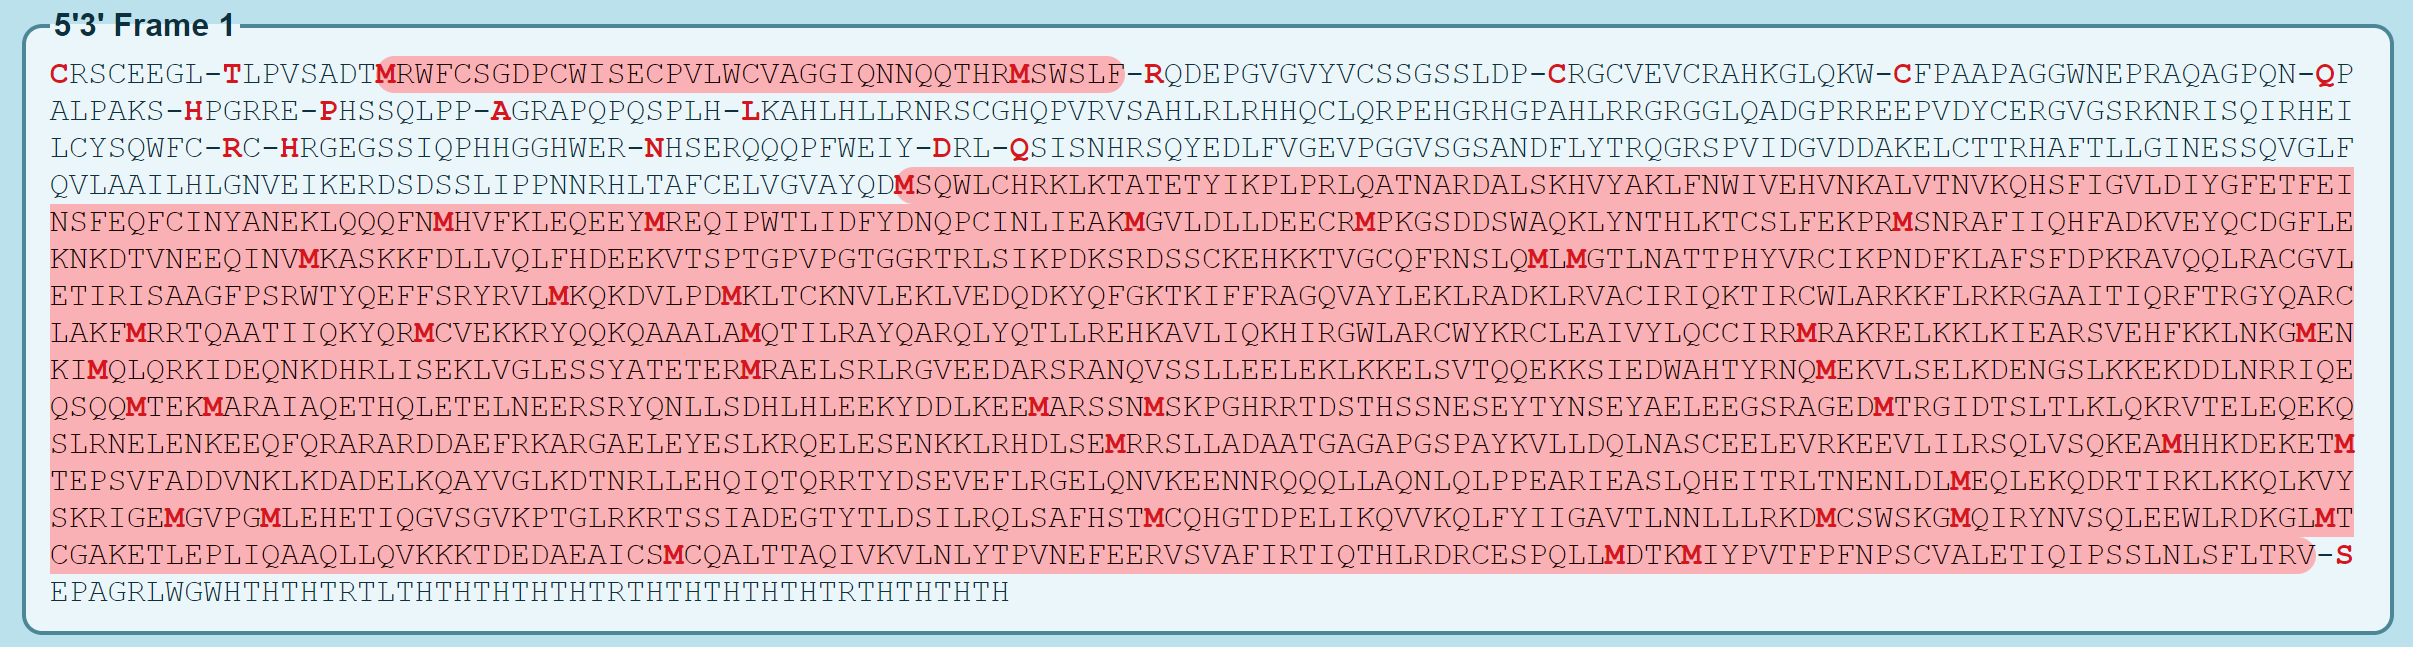 5'3' Frame 1
CRSCEEGL-TLPVSADTMRWFCSGDPCWISECPVLWCVAGGIQNNQQTHRMSWSLF-RQDEPGVGVYVCSSGSSLDP-CRGCVEVCRAHKGLQKW-CFPAAPAGGWNEPRAQAGPQN-QP
ALPAKS-HPGRRE-PHSSQLPP-AGRAPQPQSPLH-LKAHLHLLRNRSCGHQPVRVSAHLRLRHHQCLQRPEHGRHGPAHLRRGRGGLQADGPRREEPVDYCERGVGSRKNRISQIRHEI
LCYSQWFC-RC-HRGEGSSIQPHHGGHWER-NHSERQQQPFWEIY-DRL-QSISNHRSQYEDLFVGEVPGGVSGSANDFLYTRQGRSPVIDGVDDAKELCTTRHAFTLLGINESSQVGLF
QVLAAILHLGNVEIKERDSDSSLIPPNNRHLTAFCELVGVAYQDMSQWLCHRKLKTATETYIKPLPRLQATNARDALSKHVYAKLFNWIVEHVNKALVTNVKQHSFIGVLDIYGFETFEI
NSFEQFCINYANEKLQQQFNMHVFKLEQEEYMREQIPWTLIDFYDNQPCINLIEAKMGVLDLLDEECRMPKGSDDSWAQKLYNTHLKTCSLFEKPRMSNRAFIIQHFADKVEYQCDGFLE
KNKDTVNEEQINVMKASKKFDLLVQLFHDEEKVTSPTGPVPGTGGRTRLSIKPDKSRDSSCKEHKKTVGCQFRNSLQMLMGTLNATTPHYVRCIKPNDFKLAFSFDPKRAVQQLRACGVL
ETIRISAAGFPSRWTYQEFFSRYRVLMKQKDVLPDMKLTCKNVLEKLVEDQDKYQFGKTKIFFRAGQVAYLEKLRADKLRVACIRIQKTIRCWLARKKFLRKRGAAITIQRFTRGYQARC
LAKFMRRTQAATIIQKYQRMCVEKKRYQQKQAAALAMQTILRAYQARQLYQTLLREHKAVLIQKHIRGWLARCWYKRCLEAIVYLQCCIRRMRAKRELKKLKIEARSVEHFKKLNKGMEN
KIMQLQRKIDEQNKDHRLISEKLVGLESSYATETERMRAELSRLRGVEEDARSRANQVSSLLEELEKLKKELSVTQQEKKSIEDWAHTYRNQMEKVLSELKDENGSLKKEKDDLNRRIQE
QSQQMTEKMARAIAQETHQLETELNEERSRYQNLLSDHLHLEEKYDDLKEEMARSSNMSKPGHRRTDSTHSSNESEYTYNSEYAELEEGSRAGEDMTRGIDTSLTLKLQKRVTELEQEKQ
SLRNELENKEEQFQRARARDDAEFRKARGAELEYESLKRQELESENKKLRHDLSEMRRSLLADAATGAGAPGSPAYKVLLDQLNASCEELEVRKEEVLILRSQLVSQKEAMHHKDEKETM
TEPSVFADDVNKLKDADELKQAYVGLKDTNRLLEHQIQTQRRTYDSEVEFLRGELQNVKEENNRQQQLLAQNLQLPPEARIEASLQHEITRLTNENLDLMEQLEKQDRTIRKLKKQLKVY
SKRIGEMGVPGMLEHETIQGVSGVKPTGLRKRTSSIADEGTYTLDSILRQLSAFHSTMCQHGTDPELIKQVVKQLFYIIGAVTLNNLLLRKDMCSWSKGMQIRYNVSQLEEWLRDKGLMT
CGAKETLEPLIQAAQLLQVKKKTDEDAEAICSMCQALTTAQIVKVLNLYTPVNEFEERVSVAFIRTIQTHLRDRCESPQLLMDTKMIYPVTFPFNPSCVALETIQIPSSLNLSFLTRV-S
EPAGRLWGWHTHTHTRTLTHTHTHTHTHTRTHTHTHTHTHTRTHTHTHTH